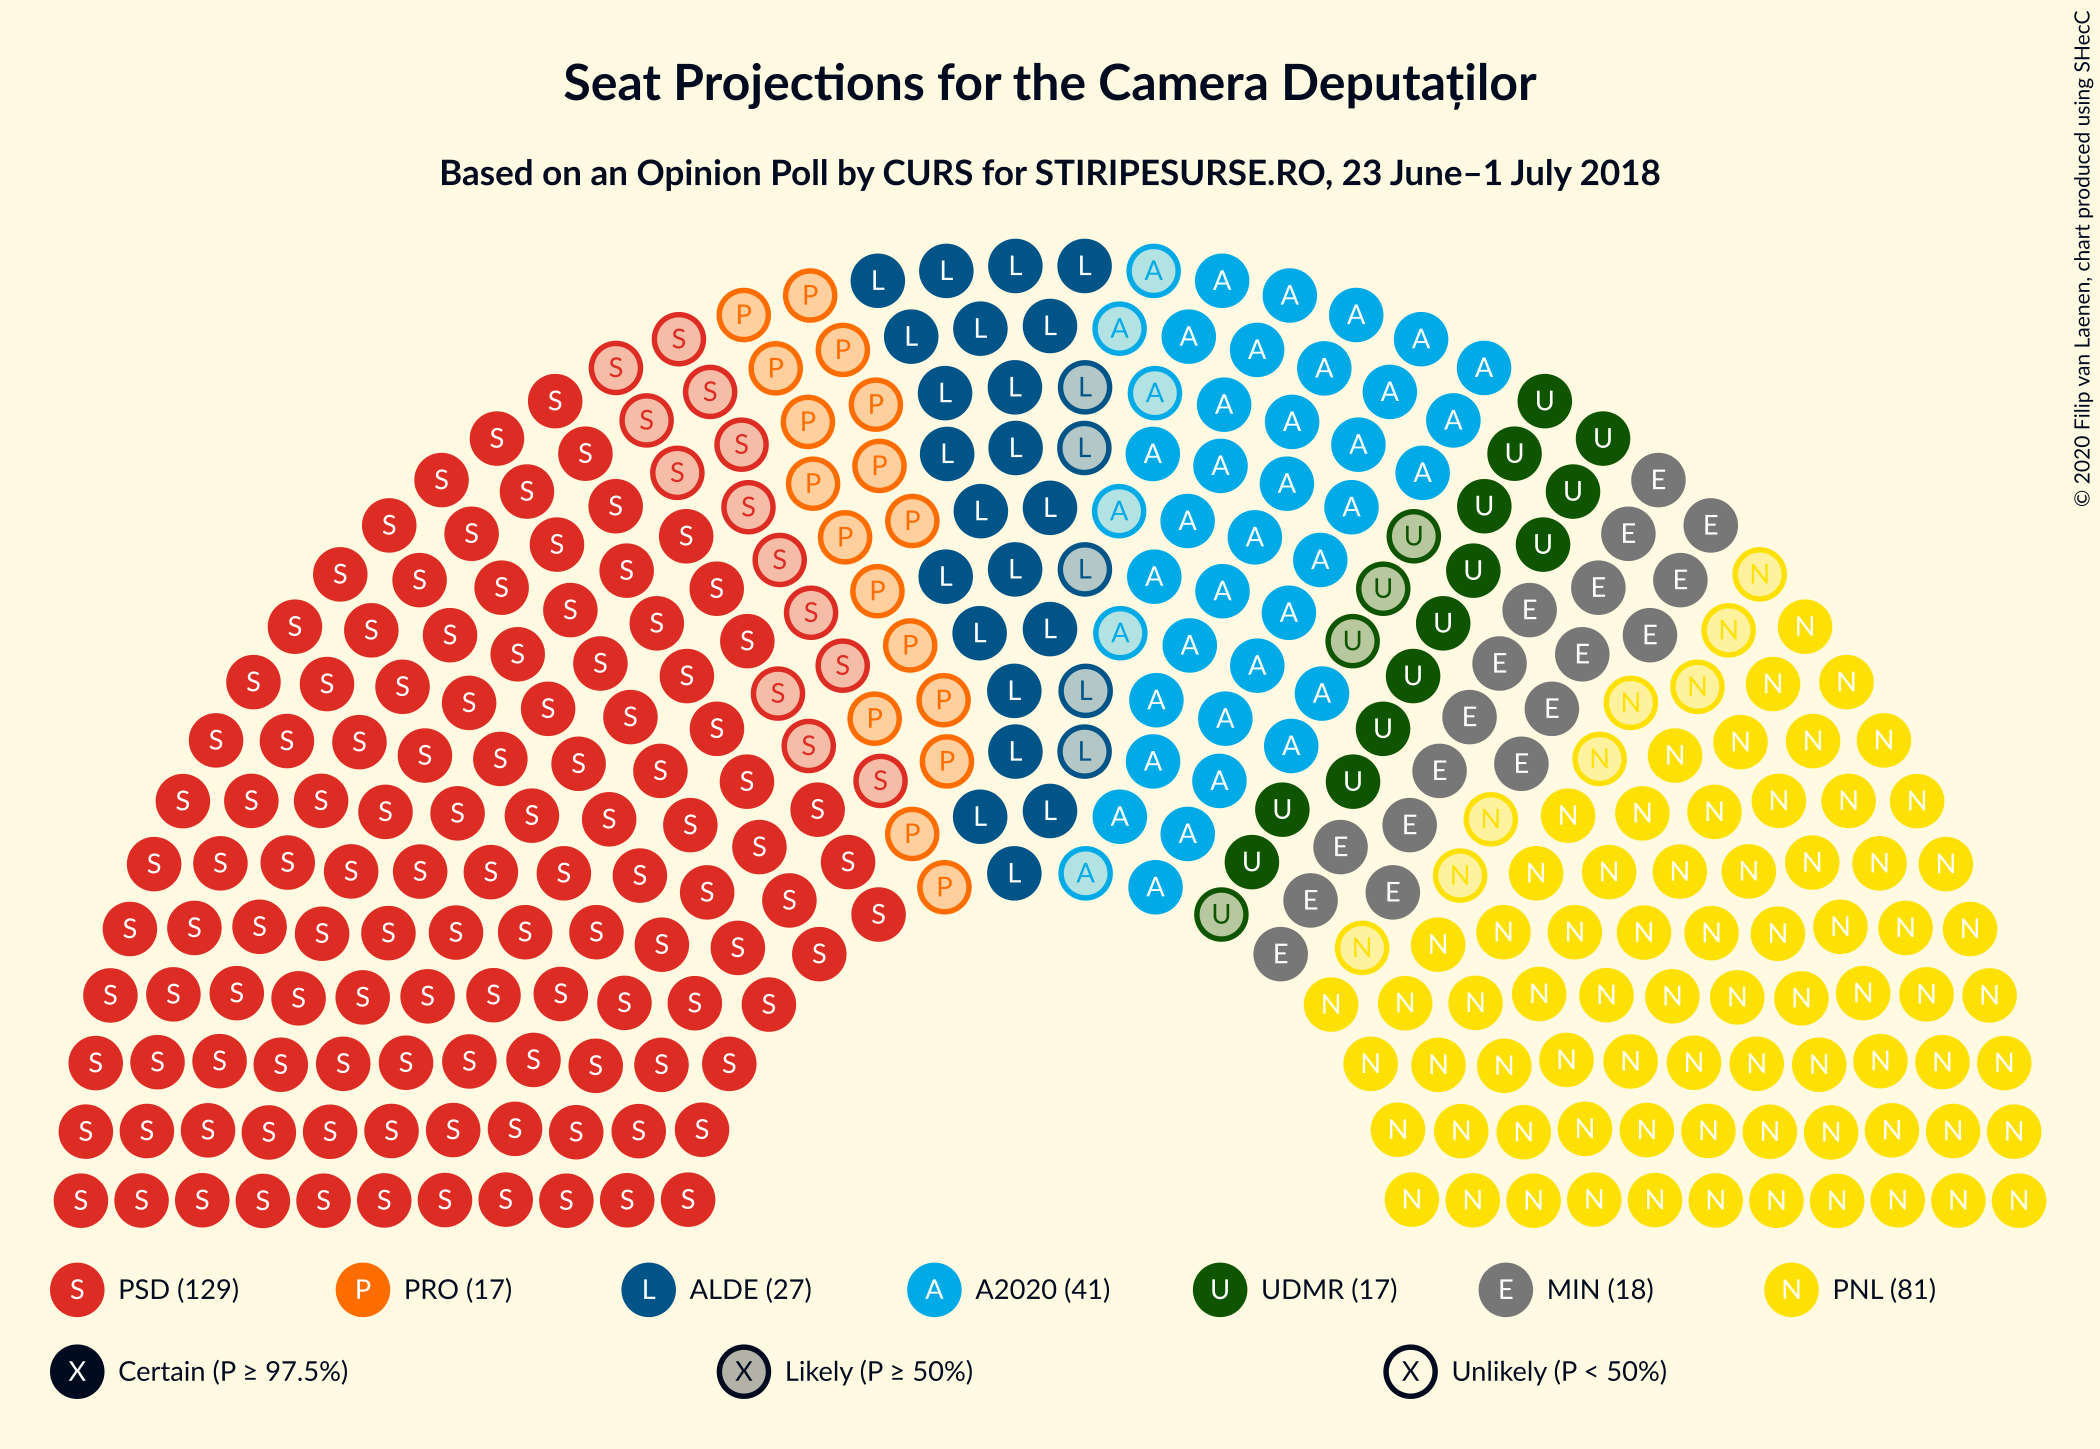 Seat Projections for the Camera Deputaților
Based on an Opinion Poll by CURS for STIRIPESURSE.RO, 23 June–1 July 2018
© 2020 Filip van Laenen, chart produced using SHecC
S PSD (129) P PRO (17) L ALDE (27) A A2020 (41) U UDMR (17) E MIN (18) N PNL (81)
X Certain (P ≥ 97.5%) X Likely (P ≥ 50%) X Unlikely (P < 50%)